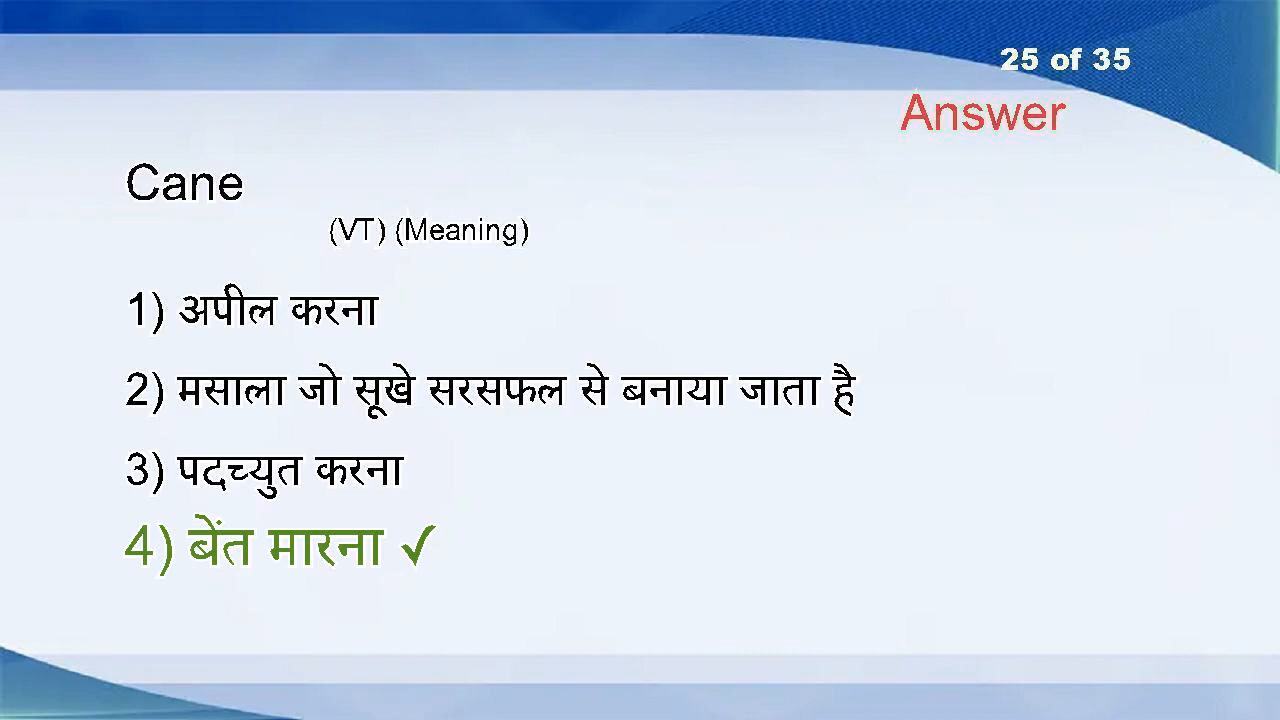 25 of 35
Answer
Cane
(VT) (Meaning)
1) अपील करना
2) मसाला जो सूखे सरसफल से बनाया जाता है
3) पदच्युत करना
4) बेंत मारना ✓